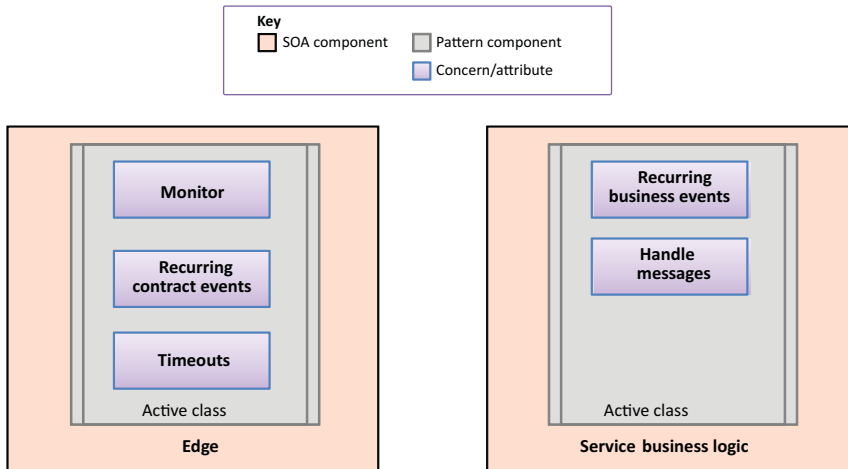 Key
SOA component
Pattern component
Concern/attribute
Monitor
Recurring
contract events
Timeouts
Active class
Edge
Recurring
business events
Handle
messages
Active class
Service business logic